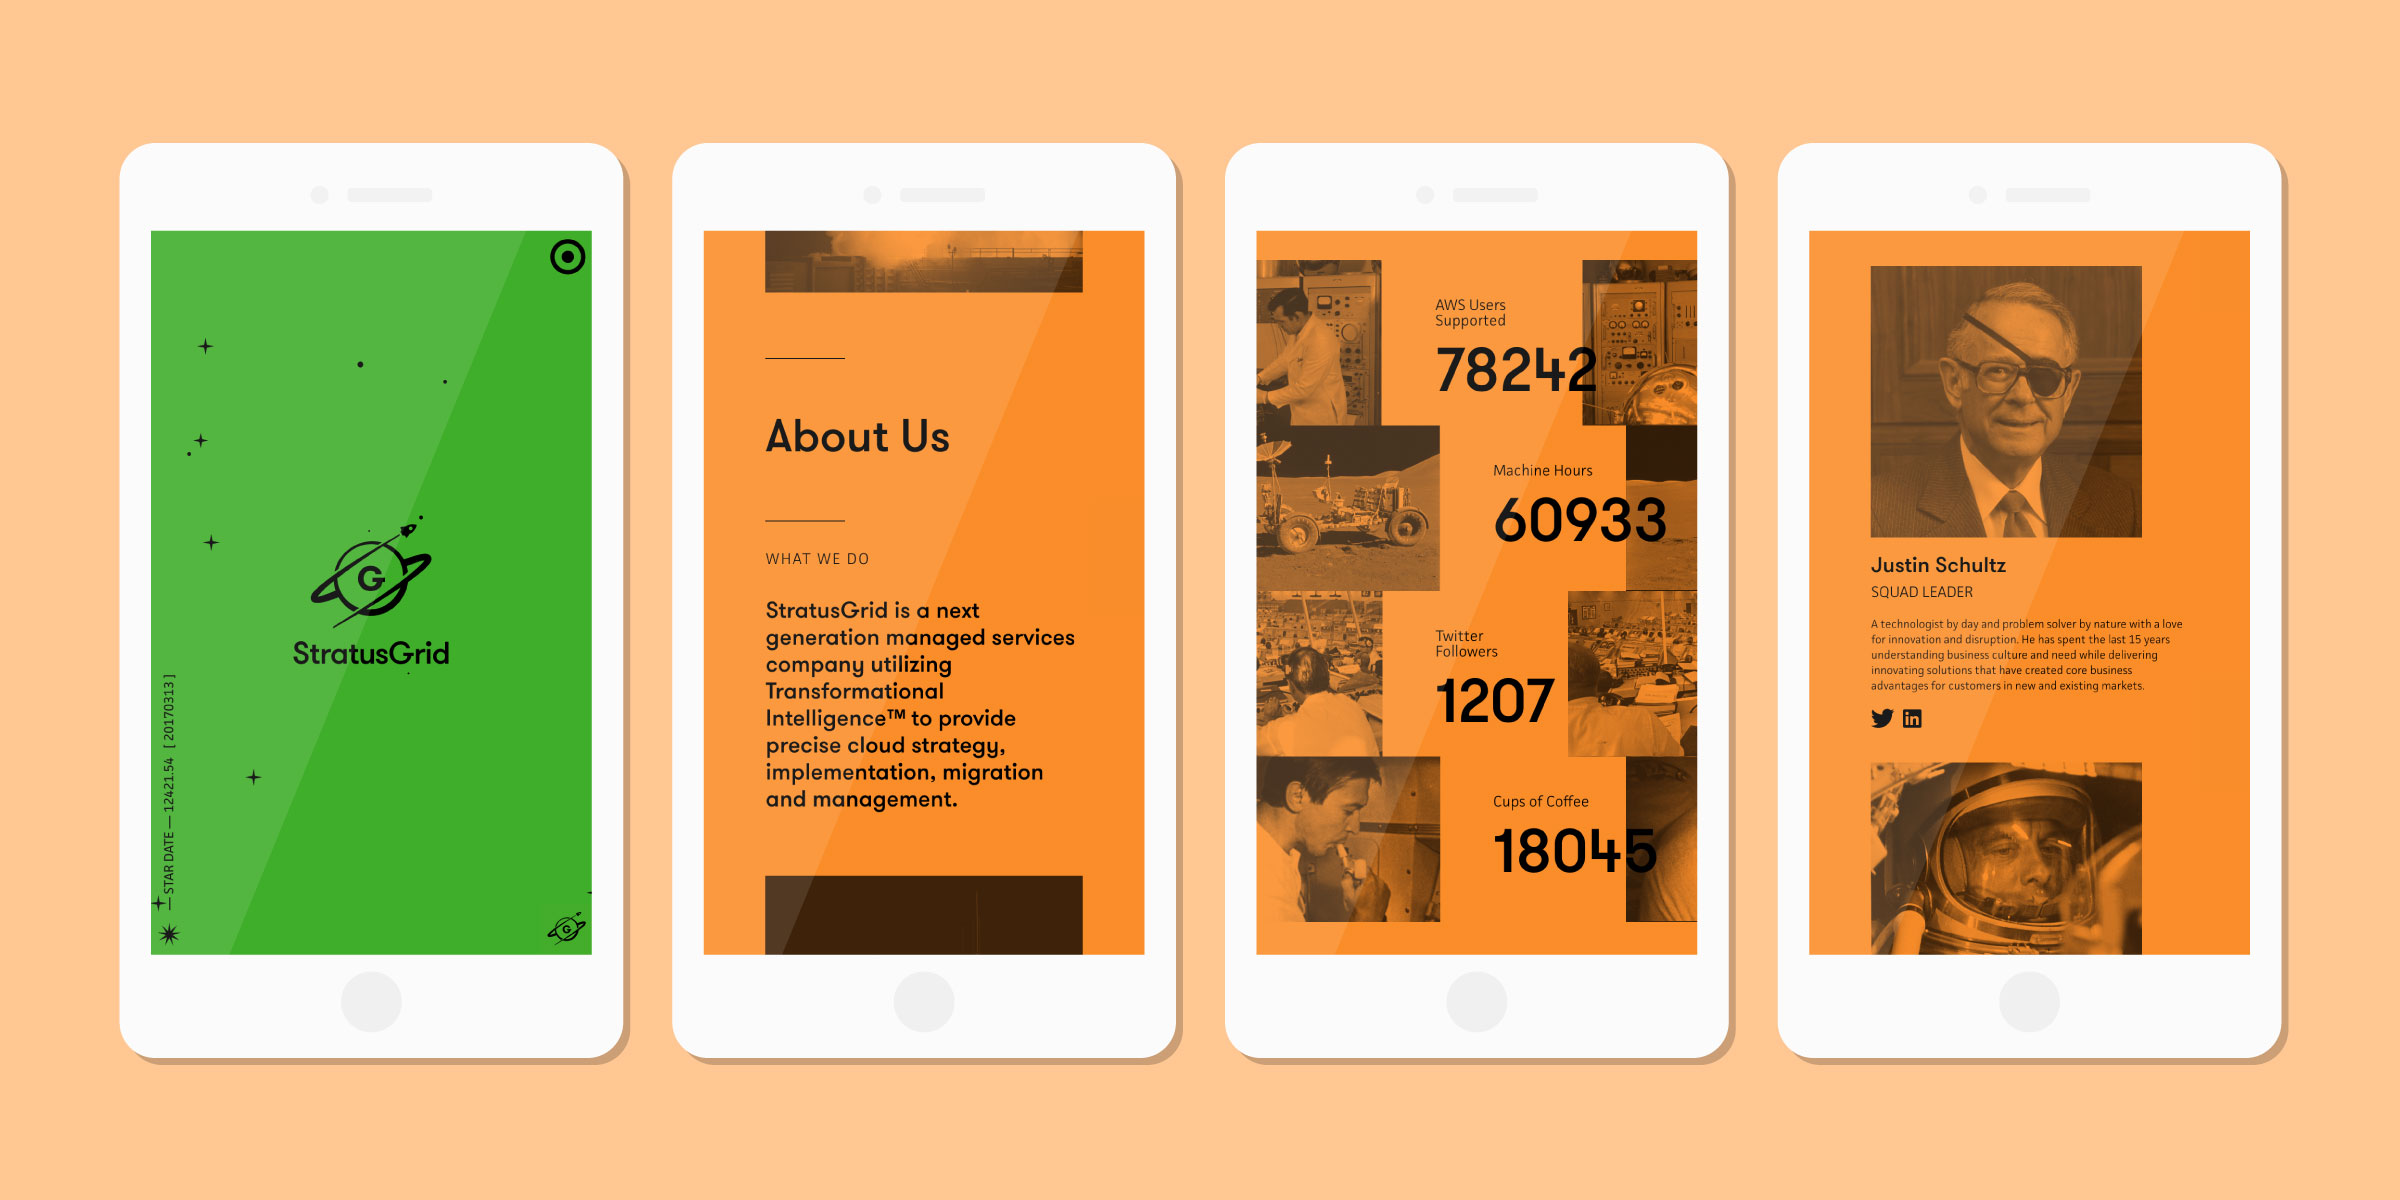 G
StratusGrid
— STAR DATE — 12421.54 [ 20170313 ]
G
About Us
WHAT WE DO
StratusGrid is a next
generation managed services
company utilizing
Transformational
Intelligence™ to provide
precise cloud strategy,
implementation, migration
and management.
AWS Users
Supported
78242
Machine Hours
60933
Twitter
Followers
1207
Cups of Coffee
18045
Justin Schultz
SQUAD LEADER
A technologist by day and problem solver by nature with a love
for innovation and disruption. He has spent the last 15 years
understanding business culture and need while delivering
innovating solutions that have created core business
advantages for customers in new and existing markets.
in